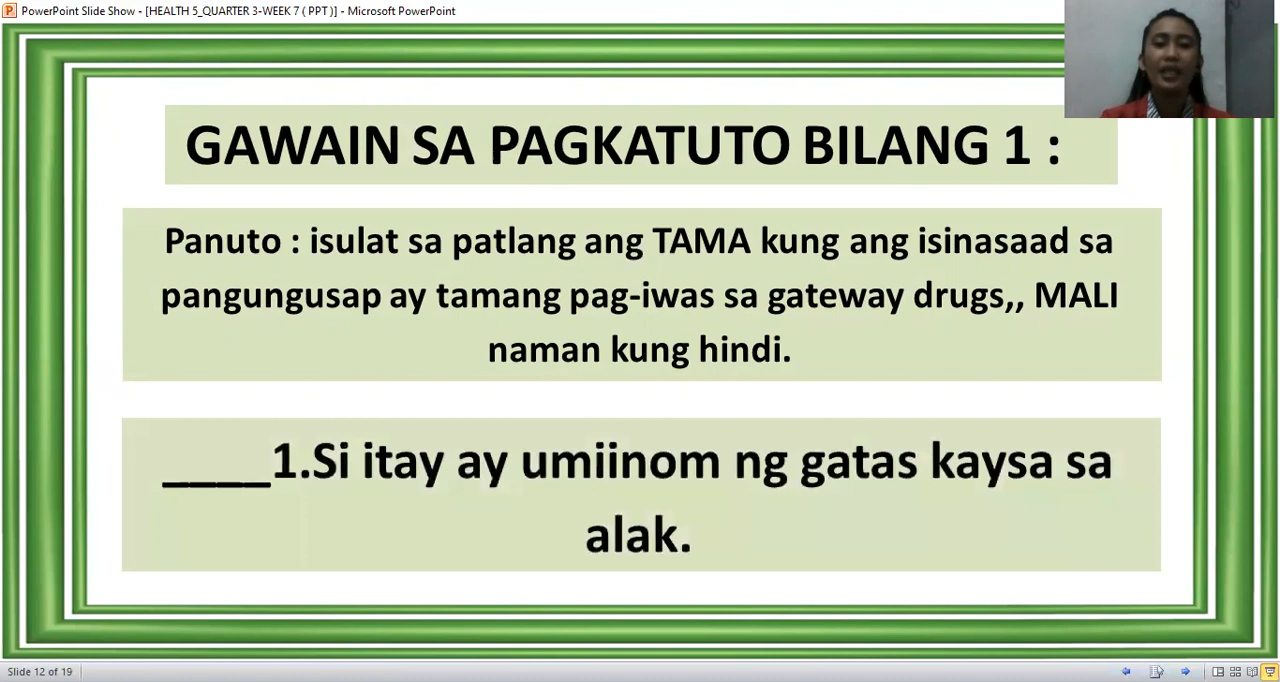 PowerPoint Slide Show - [HEALTH 5_QUARTER 3-WEEK 7 ( PPT )] - Microsoft PowerPoint
GAWAIN SA PAGKATUTO BILANG 1 :
Panuto : isulat sa patlang ang TAMA kung ang isinasaad sa
pangungusap ay tamang pag-iwas sa gateway drugs,, MALI
naman kung hindi.
____1.Si itay ay umiinom ng gatas kaysa sa
alak.
Slide 12 of 19